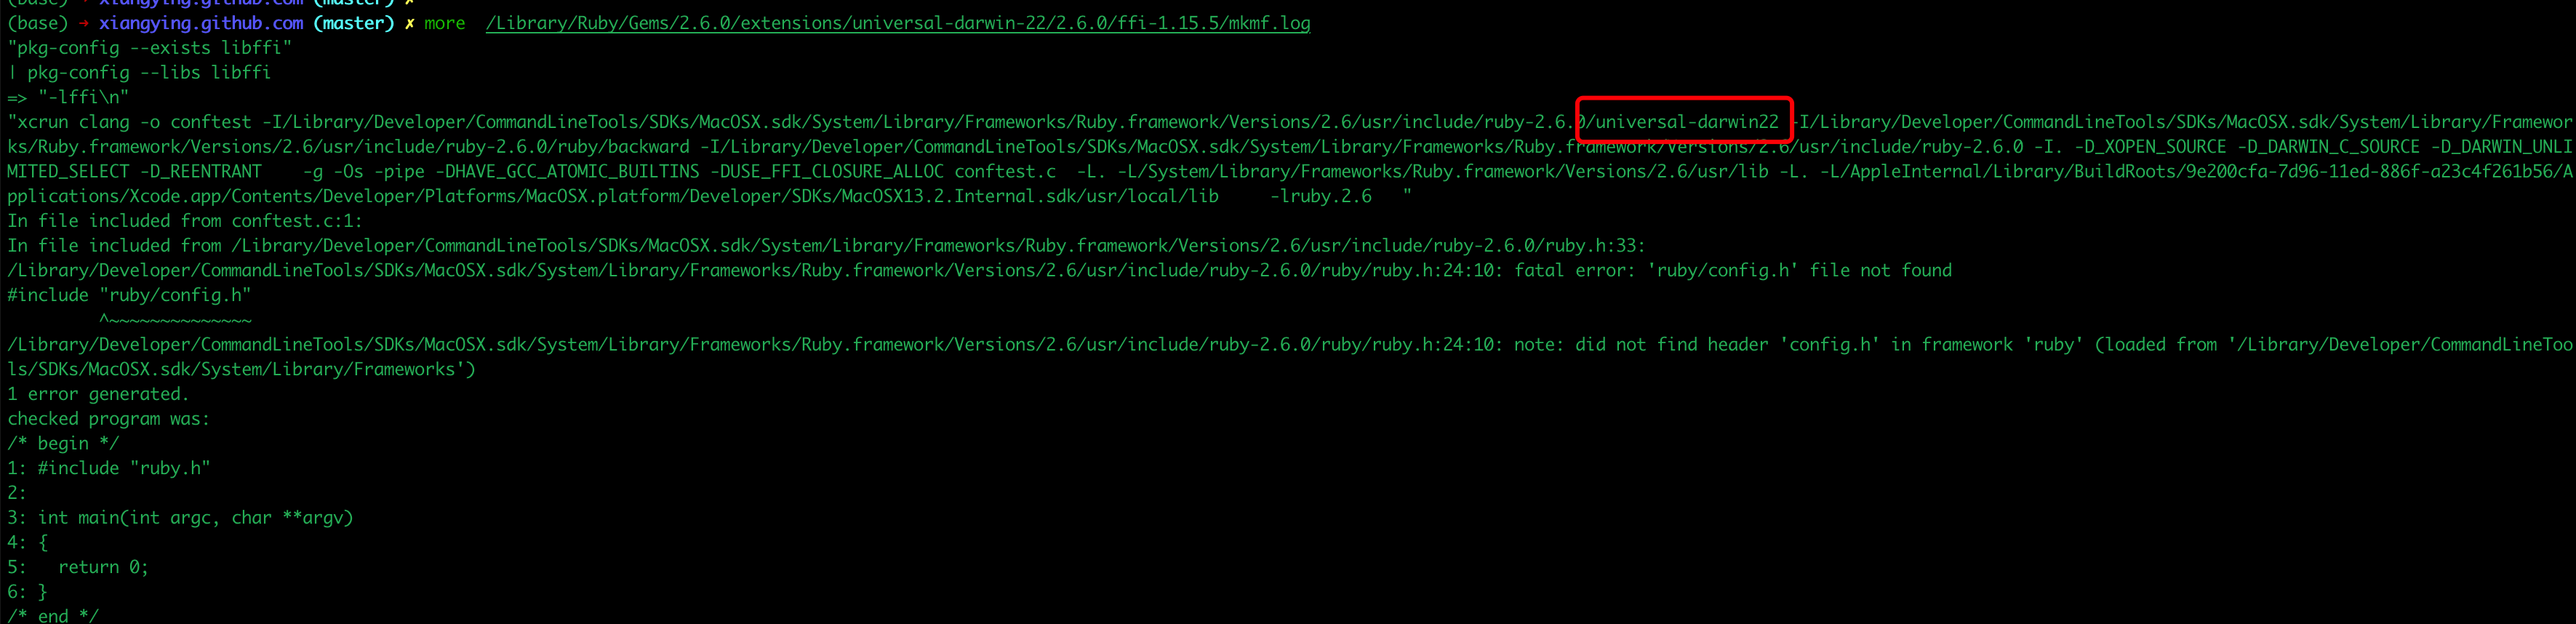 (base) → xiangying.github.com (master) ✗
(base) → xiangying.github.com (master) ✗ more  /Library/Ruby/Gems/2.6.0/extensions/universal-darwin-22/2.6.0/ffi-1.15.5/mkmf.log
"pkg-config --exists libffi"
| pkg-config --libs libffi
=> "-lffi\n"
"xcrun clang -o conftest -I/Library/Developer/CommandLineTools/SDKs/MacOSX.sdk/System/Library/Frameworks/Ruby.framework/Versions/2.6/usr/include/ruby-2.6.0/universal-darwin22 -I/Library/Developer/CommandLineTools/SDKs/MacOSX.sdk/System/Library/Framewor
ks/Ruby.framework/Versions/2.6/usr/include/ruby-2.6.0/ruby/backward -I/Library/Developer/CommandLineTools/SDKs/MacOSX.sdk/System/Library/Frameworks/Ruby.framework/Versions/2.6/usr/include/ruby-2.6.0 -I. -D_XOPEN_SOURCE -D_DARWIN_C_SOURCE -D_DARWIN_UNLI
MITED_SELECT -D_REENTRANT    -g -Os -pipe -DHAVE_GCC_ATOMIC_BUILTINS -DUSE_FFI_CLOSURE_ALLOC conftest.c  -L. -L/System/Library/Frameworks/Ruby.framework/Versions/2.6/usr/lib -L. -L/AppleInternal/Library/BuildRoots/9e200cfa-7d96-11ed-886f-a23c4f261b56/A
pplications/Xcode.app/Contents/Developer/Platforms/MacOSX.platform/Developer/SDKs/MacOSX13.2.Internal.sdk/usr/local/lib     -lruby.2.6   "
In file included from conftest.c:1:
In file included from /Library/Developer/CommandLineTools/SDKs/MacOSX.sdk/System/Library/Frameworks/Ruby.framework/Versions/2.6/usr/include/ruby-2.6.0/ruby.h:33:
/Library/Developer/CommandLineTools/SDKs/MacOSX.sdk/System/Library/Frameworks/Ruby.framework/Versions/2.6/usr/include/ruby-2.6.0/ruby/ruby.h:24:10: fatal error: 'ruby/config.h' file not found
#include "ruby/config.h"
         ^~~~~~~~~~~~~~~
/Library/Developer/CommandLineTools/SDKs/MacOSX.sdk/System/Library/Frameworks/Ruby.framework/Versions/2.6/usr/include/ruby-2.6.0/ruby/ruby.h:24:10: note: did not find header 'config.h' in framework 'ruby' (loaded from '/Library/Developer/CommandLineToo
ls/SDKs/MacOSX.sdk/System/Library/Frameworks')
1 error generated.
checked program was:
/* begin */
1: #include "ruby.h"
2:
3: int main(int argc, char **argv)
4: {
5:   return 0;
6: }
/* end */